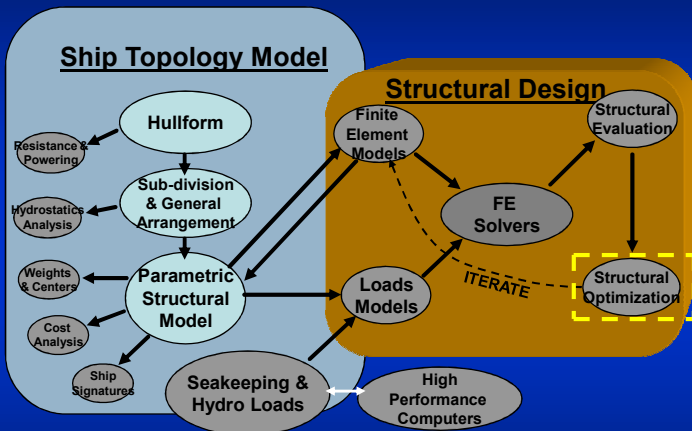 Ship Topology Model
Hullform
Resistance &
Powering
Sub-division
& General
Arrangement
Hydrostatics
Analysis
Parametric
Structural
Model
Weights
& Centers
Cost
Analysis
Ship
Signatures
Seakeeping &
Hydro Loads
High
Performance
Computers
Structural Design
Finite
Element
Models
Structural
Evaluation
FE
Solvers
Loads
Models
ITERATE
Structural
Optimization